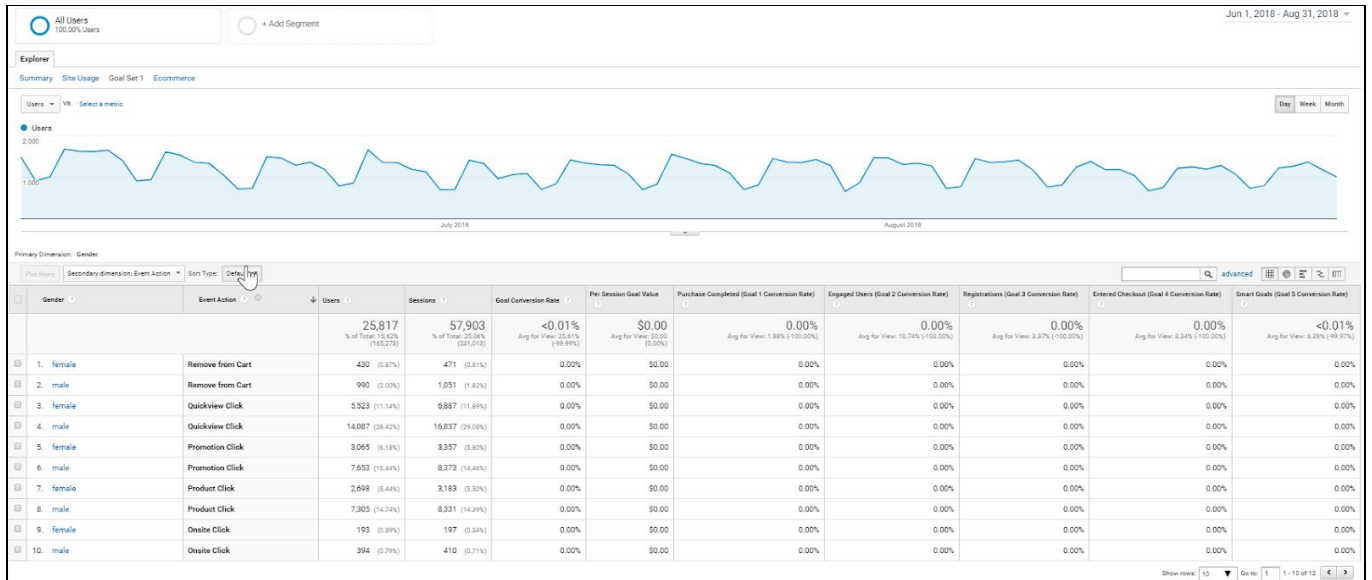 All Users
100.00% Users
+ Add Segment
Jun 1, 2018 - Aug 31, 2018
Explorer
Summary Site Usage Goal Set 1 Ecommerce
Users VS. Select a metric
Day Week Month
Users
2,000
1,000
July 2018 August 2018
Primary Dimension: Gender
Plot Rows Secondary dimension: Event Action Sort Type: advanced
Gender Event Action Users Sessions Goal Conversion Rate Per Session Goal Value Purchase Completed (Goal 1 Conversion Rate) Engaged Users (Goal 2 Conversion Rate) Registrations (Goal 3 Conversion Rate) Entered Checkout (Goal 4 Conversion Rate) Smart Goals (Goal 5 Conversion Rate)
25,817 57,903 <0.01% $0.00 0.00% 0.00% 0.00% 0.00% <0.01%
% of Total: 15.62% % of Total: 25.06% Avg for View: 25.61% Avg for View: $0.00 Avg for View: 1.88% (-100.00%) Avg for View: 10.74% (-100.00%) Avg for View: 3.37% (-100.00%) Avg for View: 3.34% (-100.00%) Avg for View: 6.29% (-99.97%)
(165,273) (231,013) (-99.99%) (0.00%)
1. female Remove from Cart 430 (0.87%) 471 (0.81%) 0.00% $0.00 0.00% 0.00% 0.00% 0.00% 0.00%
2. male Remove from Cart 990 (2.00%) 1,051 (1.82%) 0.00% $0.00 0.00% 0.00% 0.00% 0.00% 0.00%
3. female Quickview Click 5,523 (11.14%) 6,887 (11.89%) 0.00% $0.00 0.00% 0.00% 0.00% 0.00% 0.00%
4. male Quickview Click 14,087 (28.42%) 16,837 (29.08%) 0.00% $0.00 0.00% 0.00% 0.00% 0.00% 0.00%
5. female Promotion Click 3,065 (6.18%) 3,357 (5.80%) 0.00% $0.00 0.00% 0.00% 0.00% 0.00% 0.00%
6. male Promotion Click 7,653 (15.44%) 8,373 (14.46%) 0.00% $0.00 0.00% 0.00% 0.00% 0.00% 0.00%
7. female Product Click 2,698 (5.44%) 3,183 (5.50%) 0.00% $0.00 0.00% 0.00% 0.00% 0.00% 0.00%
8. male Product Click 7,305 (14.74%) 8,331 (14.39%) 0.00% $0.00 0.00% 0.00% 0.00% 0.00% 0.00%
9. female Onsite Click 193 (0.39%) 197 (0.34%) 0.00% $0.00 0.00% 0.00% 0.00% 0.00% 0.00%
10. male Onsite Click 394 (0.79%) 410 (0.71%) 0.00% $0.00 0.00% 0.00% 0.00% 0.00% 0.00%
Show rows: 10 Go to: 1 1 - 10 of 12